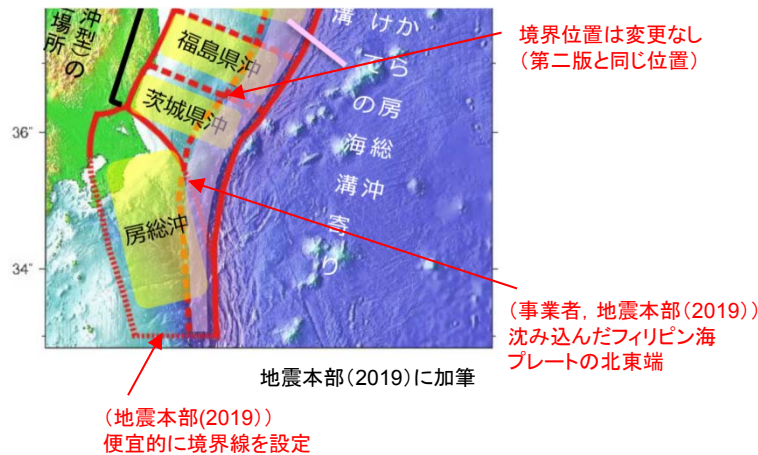 沖型)の
場所
福島県沖
茨城県沖
房総沖
溝寄り
の海溝
けての
から房総沖
36°
34°
境界位置は変更なし
(第二版と同じ位置)
(事業者,地震本部(2019))
沈み込んだフィリピン海
プレートの北東端
地震本部(2019)に加筆
(地震本部(2019))
便宜的に境界線を設定